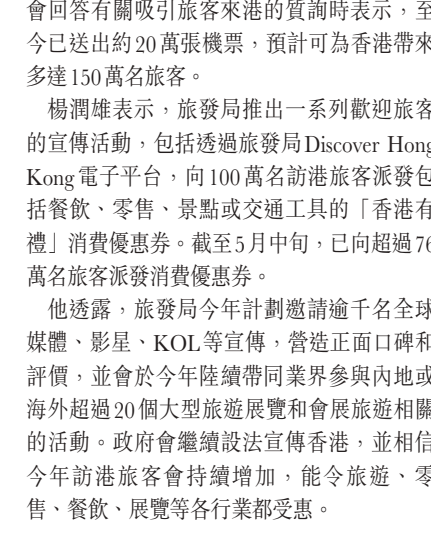 會回答有關吸引旅客來港的質詢時表示，至
今已送出約20萬張機票，預計可為香港帶來
多達150萬名旅客。
楊潤雄表示，旅發局推出一系列歡迎旅客
的宣傳活動，包括透過旅發局Discover Hong
Kong電子平台，向100萬名訪港旅客派發包
括餐飲、零售、景點或交通工具的「香港有
禮」消費優惠券。截至5月中旬，已向超過76
萬名旅客派發消費優惠券。
他透露，旅發局今年計劃邀請逾千名全球
媒體、影星、KOL等宣傳，營造正面口碑和
評價，並會於今年陸續帶同業界參與內地或
海外超過20個大型旅遊展覽和會展旅遊相關
的活動。政府會繼續設法宣傳香港，並相信
今年訪港旅客會持續增加，能令旅遊、零
售、餐飲、展覽等各行業都受惠。